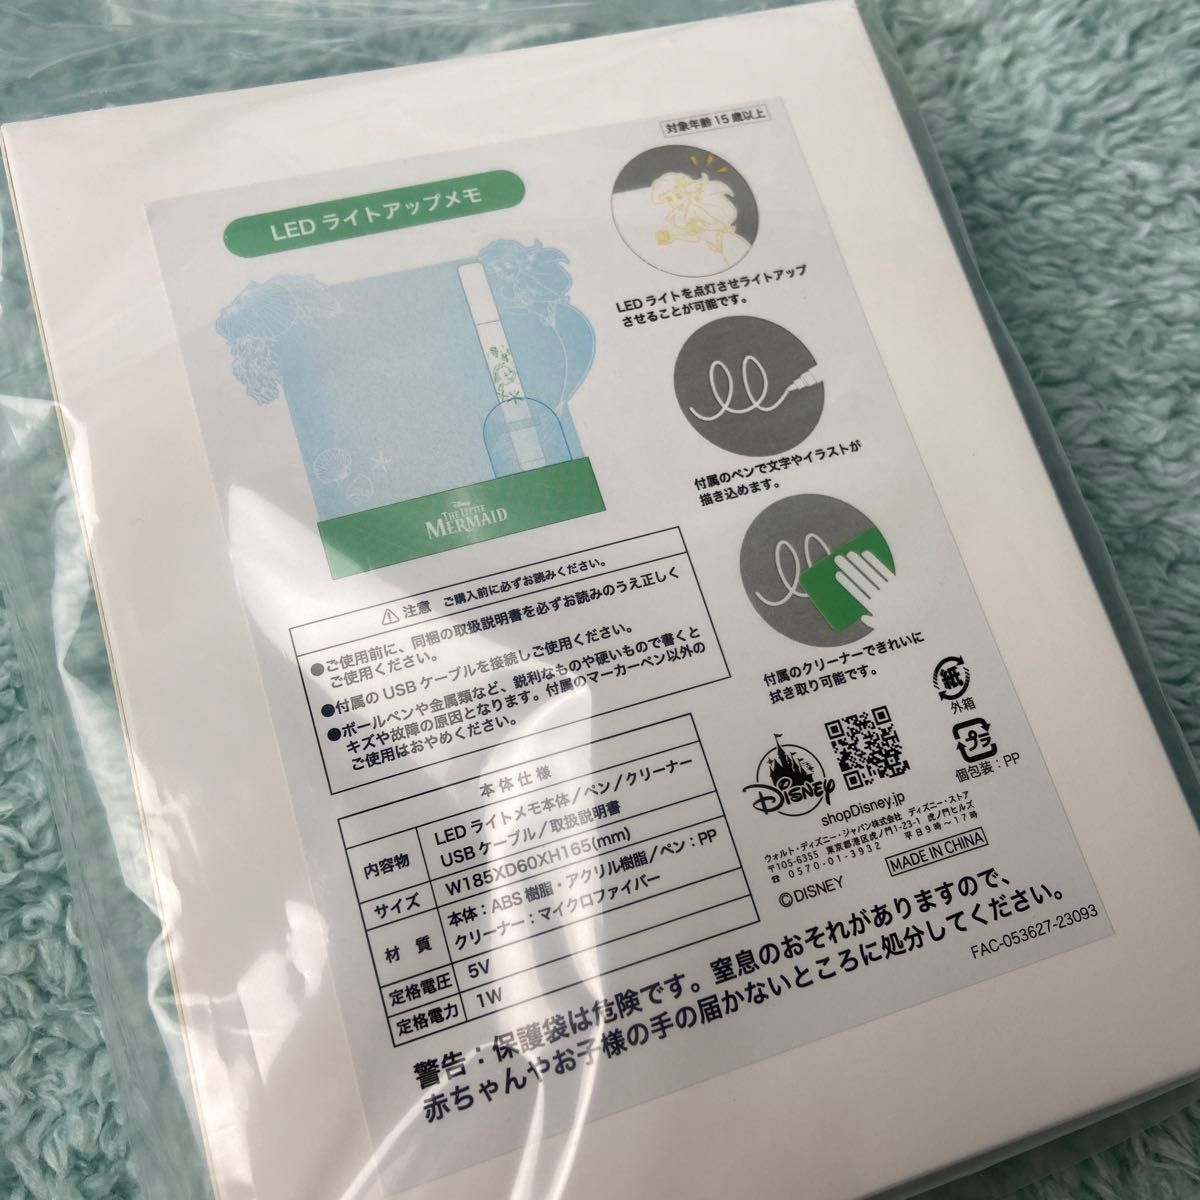 対象年齢15歳以上
LEDライトアップメモ
LEDライトを点灯させライトアップ
させることが可能です。
付属のペンで文字やイラストが
描き込めます。
付属のクリーナーできれいに
拭き取り可能です。
Disney
THE LITTLE
MERMAID
注意 ご購入前に必ずお読みください。
●ご使用前に、同梱の取扱説明書を必ずお読みのうえ正しく
ご使用ください。
●付属のUSBケーブルを接続しご使用ください。
●ボールペンや金属類など、鋭利なものや硬いもので書くと
キズや故障の原因となります。付属のマーカーペン以外の
ご使用はおやめください。
本体仕様
内容物 LEDライトメモ本体/ペン/クリーナー
USBケーブル/取扱説明書
サイズ W185XD60XH165(mm)
材質 本体:ABS樹脂・アクリル樹脂/ペン:PP
クリーナー:マイクロファイバー
定格電圧 5V
定格電力 1W
紙
外箱
プラ
個包装:PP
DISNEY
shopDisney.jp
ウォルト・ディズニー・ジャパン株式会社 ディズニーストア
〒105-6355 東京都港区虎ノ門1-23-1 虎ノ門ヒルズ
☎0570-01-3932 平日9時~17時
©DISNEY
MADE IN CHINA
警告:保護袋は危険です。窒息のおそれがありますので、
赤ちゃんやお子様の手の届かないところに処分してください。
FAC-053627-23093